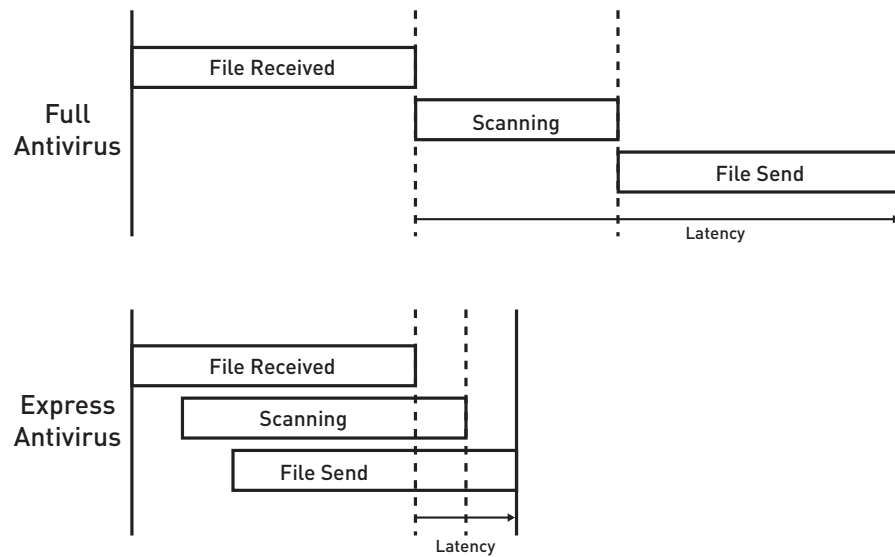 File Received
Full
Antivirus
Scanning
File Send
Latency
File Received
Express
Antivirus
Scanning
File Send
Latency